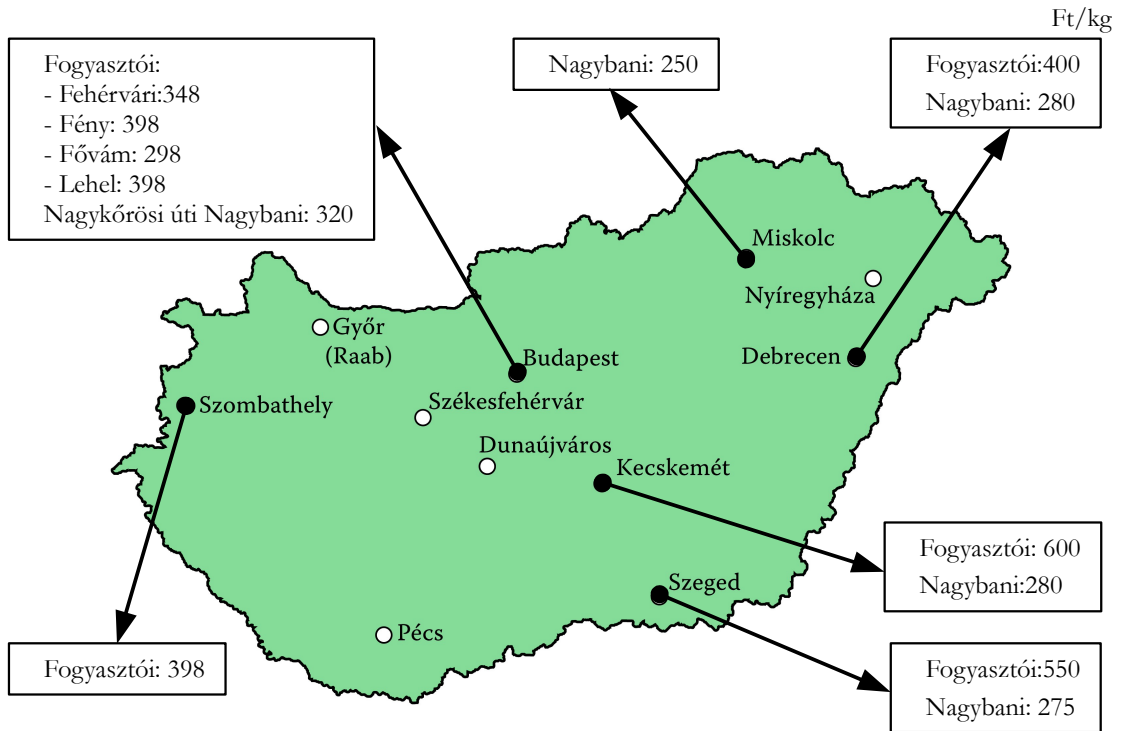 Ft/kg
Fogyasztói:
- Fehérvári:348
- Fény: 398
- Fővám: 298
- Lehel: 398
Nagykőrösi úti Nagybani: 320
Nagybani: 250
Fogyasztói:400
Nagybani: 280
Miskolc
Nyíregyháza
Győr
(Raab)
Budapest
Debrecen
Szombathely
Székesfehérvár
Dunaújváros
Kecskemét
Fogyasztói: 600
Nagybani:280
Szeged
Pécs
Fogyasztói: 398
Fogyasztói:550
Nagybani: 275